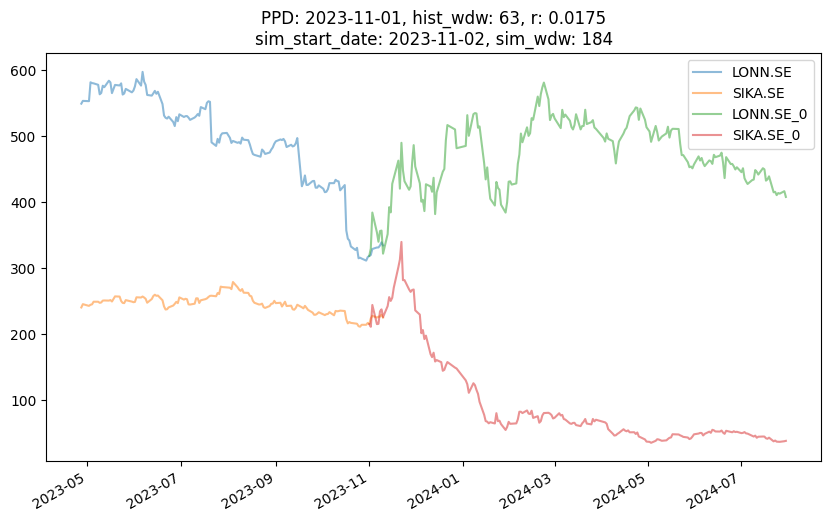 PPD: 2023-11-01, hist_wdw: 63, r: 0.0175
sim_start_date: 2023-11-02, sim_wdw: 184
LONN.SE
SIKA.SE
LONN.SE_0
SIKA.SE_0
600
500
400
300
200
100
2023-05
2023-07
2023-09
2023-11
2024-01
2024-03
2024-05
2024-07